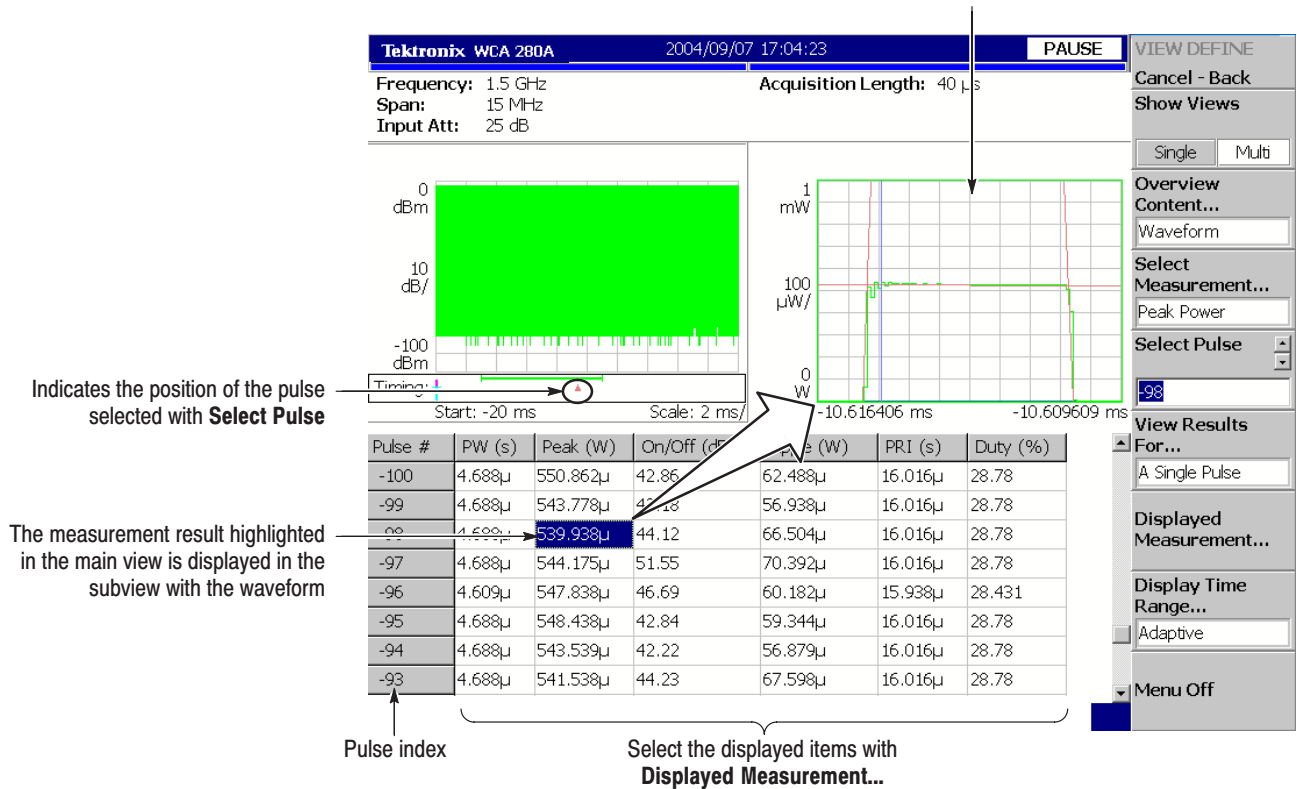 Tektronix WCA 280A 2004/09/07 17:04:23 PAUSE
Frequency: 1.5 GHz
Span: 15 MHz
Input Att: 25 dB
Acquisition Length: 40 µs
0
dBm
10
dB/
-100
dBm
Timing:
Start: -20 ms Scale: 2 ms/
1
mW
100
µW/
0
W
-10.616406 ms -10.609609 ms
Pulse # PW (s) Peak (W) On/Off (W) PRI (s) Duty (%)
-100 4.688µ 550.862µ 42.86 62.488µ 16.016µ 28.78
-99 4.688µ 543.778µ 56.938µ 16.016µ 28.78
-98 4.688µ 539.938µ 44.12 66.504µ 16.016µ 28.78
-97 4.688µ 544.175µ 51.55 70.392µ 16.016µ 28.78
-96 4.609µ 547.838µ 46.69 60.182µ 15.938µ 28.431
-95 4.688µ 548.438µ 42.84 59.344µ 16.016µ 28.78
-94 4.688µ 543.539µ 42.22 56.879µ 16.016µ 28.78
-93 4.688µ 541.538µ 44.23 67.598µ 16.016µ 28.78
VIEW DEFINE
Cancel - Back
Show Views
Single Multi
Overview
Content...
Waveform
Select
Measurement...
Peak Power
Select Pulse
-98
View Results
For...
A Single Pulse
Displayed
Measurement...
Display Time
Range...
Adaptive
Menu Off
Indicates the position of the pulse
selected with Select Pulse
The measurement result highlighted
in the main view is displayed in the
subview with the waveform
Pulse index
Select the displayed items with
Displayed Measurement...